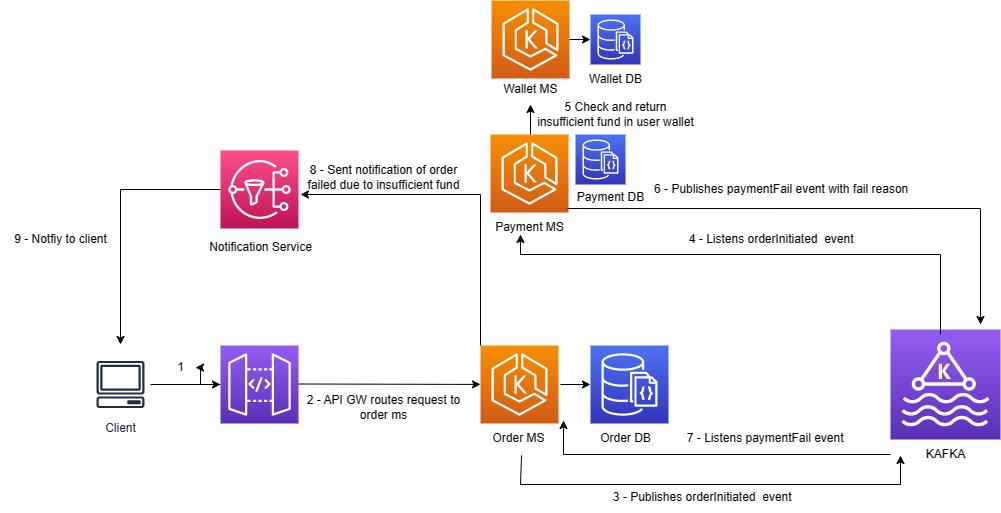 Wallet MS
Wallet DB
5 Check and return
insufficient fund in user wallet
8 - Sent notification of order
failed due to insufficient fund
6 - Publishes paymentFail event with fail reason
Payment DB
Payment MS
4 - Listens orderInitiated event
9 - Notfiy to client
Notification Service
1
</>
K
2 - API GW routes request to
order ms
Client
Order MS
Order DB
7 - Listens paymentFail event
KAFKA
3 - Publishes orderInitiated event